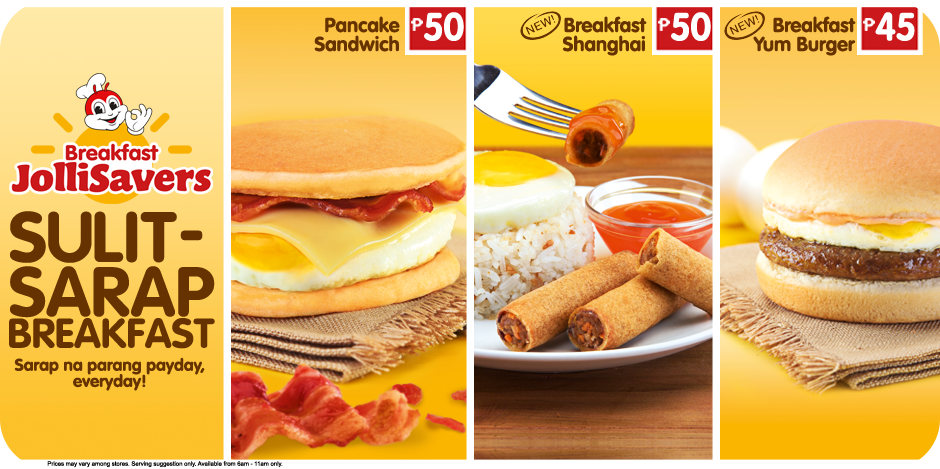 Breakfast
JolliSavers
SULIT-
SARAP
BREAKFAST
Sarap na parang payday,
everyday!
Pancake
Sandwich
₱50
NEW!
Breakfast
Shanghai
₱50
NEW!
Breakfast
Yum Burger
₱45
Prices may vary among stores. Serving suggestion only. Available from 6am - 11am only.